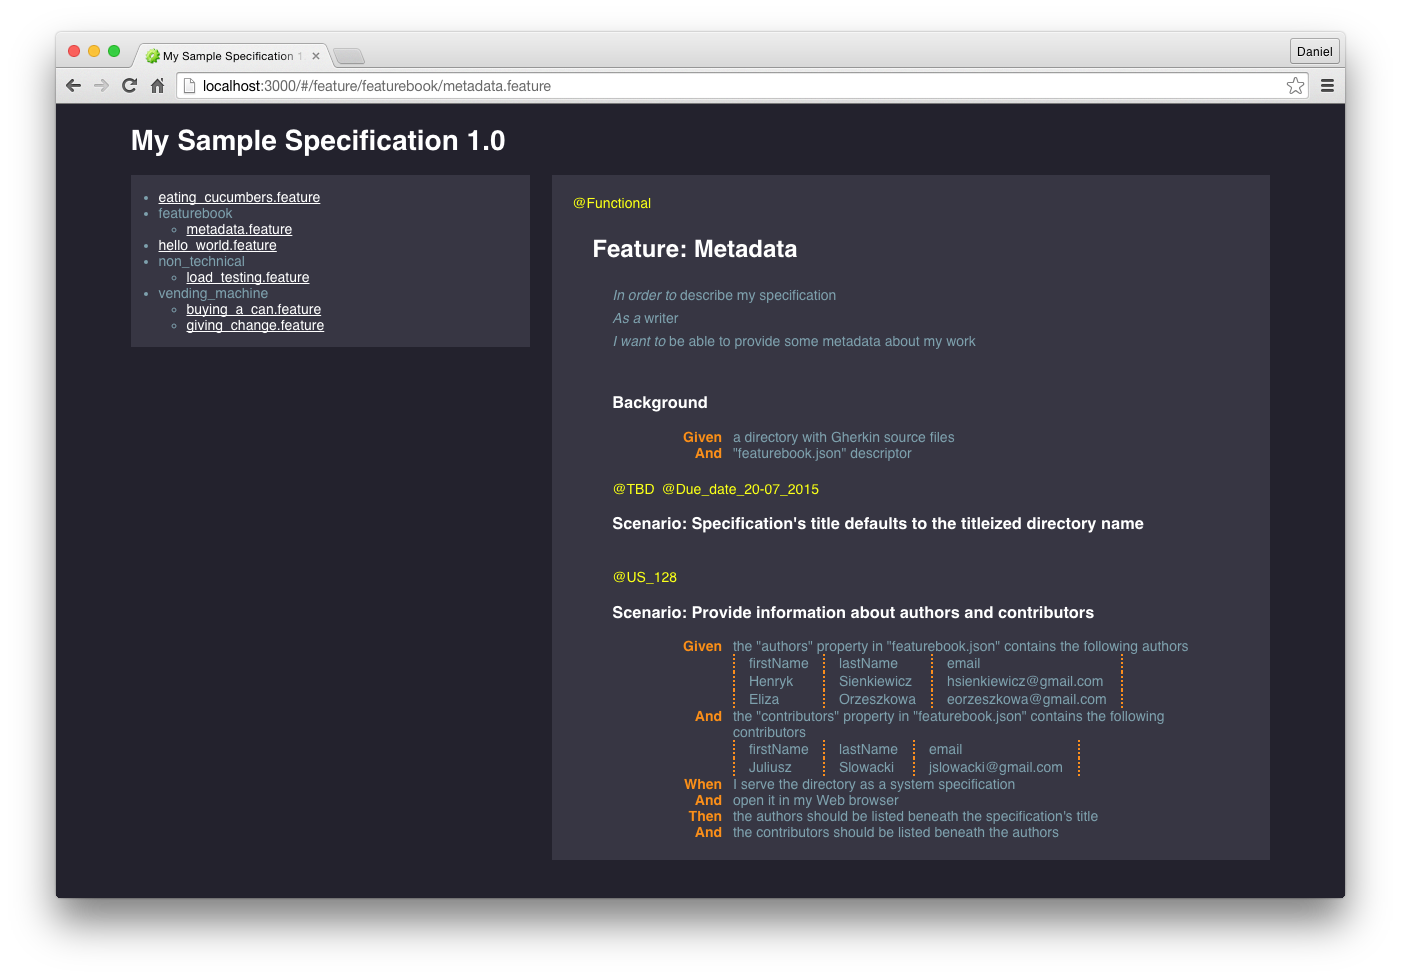 My Sample Specification 1
Daniel
localhost:3000/#/feature/featurebook/metadata.feature
My Sample Specification 1.0
eating_cucumbers.feature
featurebook
metadata.feature
hello_world.feature
non_technical
load_testing.feature
vending_machine
buying_a_can.feature
giving_change.feature
@Functional
Feature: Metadata
In order to describe my specification
As a writer
I want to be able to provide some metadata about my work
Background
Given a directory with Gherkin source files
And "featurebook.json" descriptor
@TBD @Due_date_20-07_2015
Scenario: Specification's title defaults to the titleized directory name
@US_128
Scenario: Provide information about authors and contributors
Given the "authors" property in "featurebook.json" contains the following authors
firstName lastName email
Henryk Sienkiewicz hsienkiewicz@gmail.com
Eliza Orzeszkowa eorzeszkowa@gmail.com
And the "contributors" property in "featurebook.json" contains the following
contributors
firstName lastName email
Juliusz Slowacki jslowacki@gmail.com
When I serve the directory as a system specification
And open it in my Web browser
Then the authors should be listed beneath the specification's title
And the contributors should be listed beneath the authors